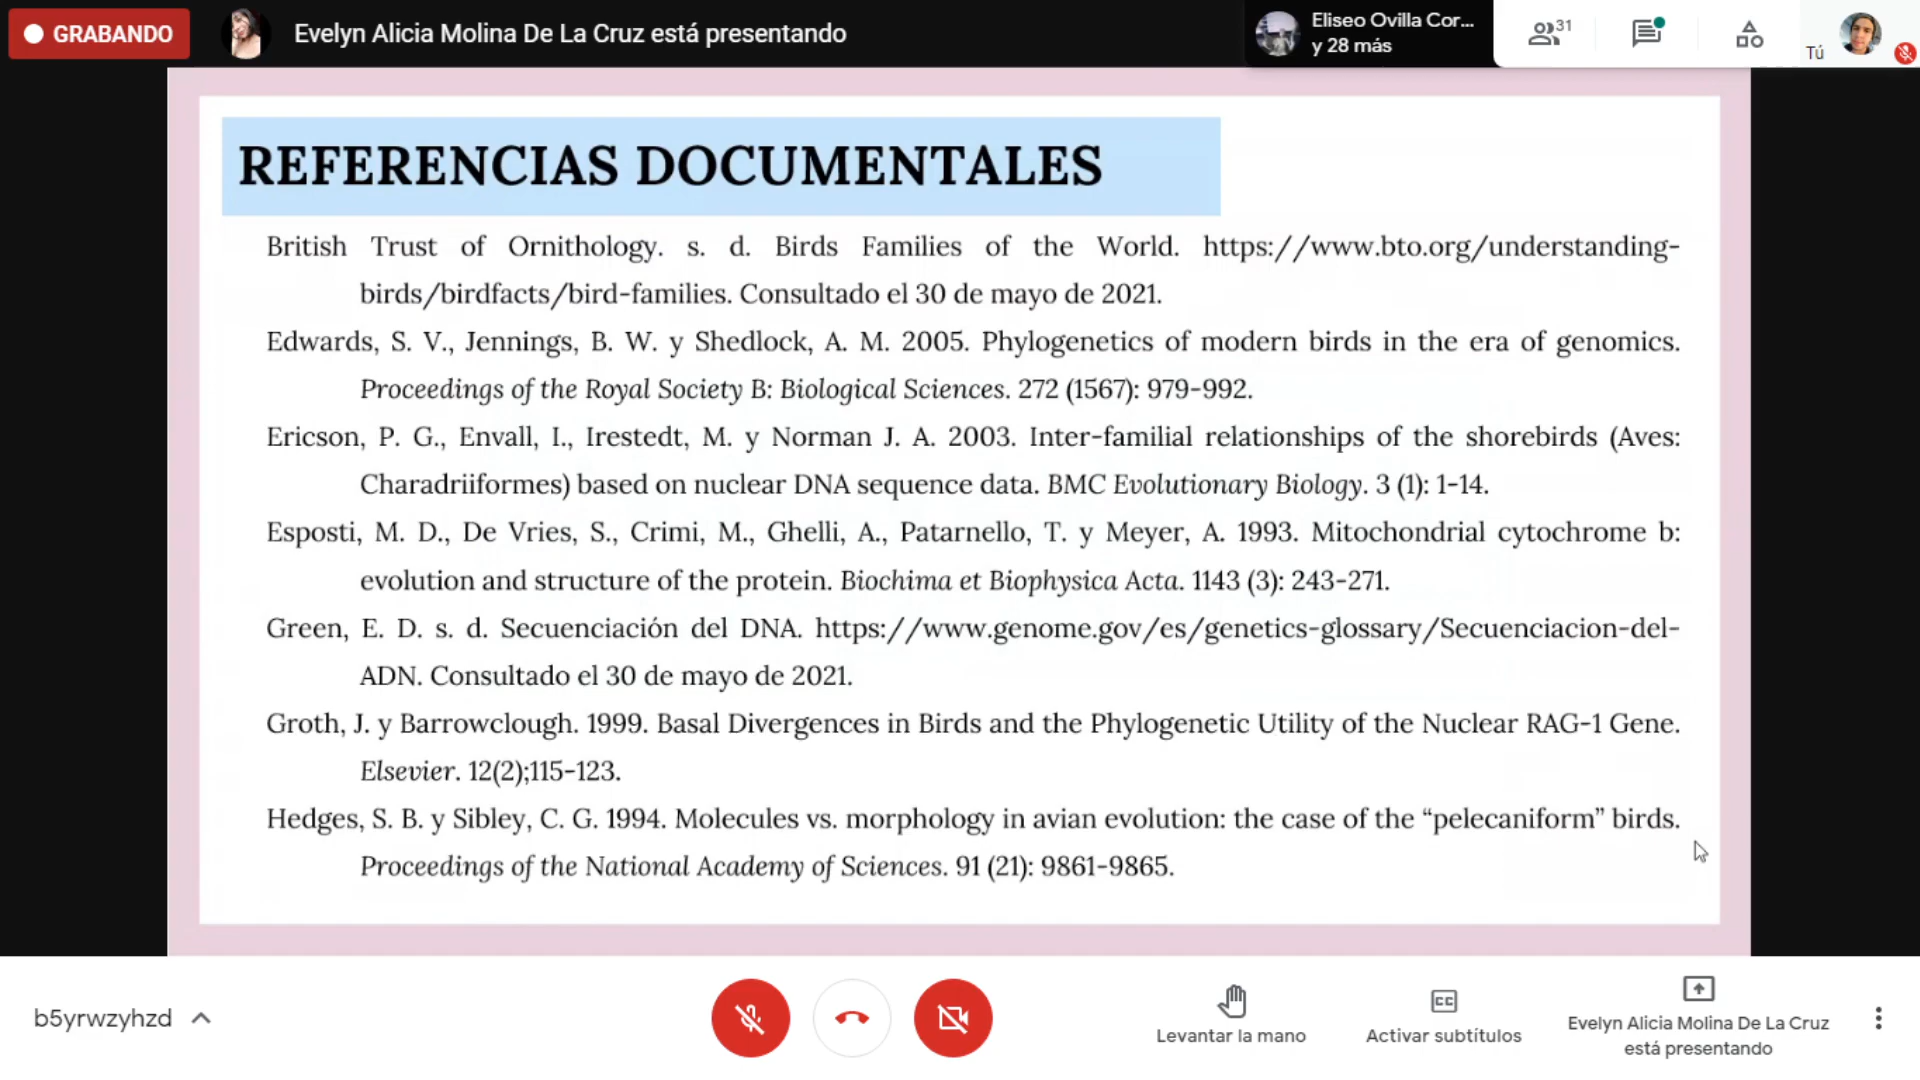 GRABANDO
Evelyn Alicia Molina De La Cruz está presentando
Eliseo Ovilla Cor...
y 28 más
31
Tú
REFERENCIAS DOCUMENTALES
British Trust of Ornithology. s. d. Birds Families of the World. https://www.bto.org/understanding-
birds/birdfacts/bird-families. Consultado el 30 de mayo de 2021.
Edwards, S. V., Jennings, B. W. y Shedlock, A. M. 2005. Phylogenetics of modern birds in the era of genomics.
Proceedings of the Royal Society B: Biological Sciences. 272 (1567): 979-992.
Ericson, P. G., Envall, I., Irestedt, M. y Norman J. A. 2003. Inter-familial relationships of the shorebirds (Aves:
Charadriiformes) based on nuclear DNA sequence data. BMC Evolutionary Biology. 3 (1): 1-14.
Esposti, M. D., De Vries, S., Crimi, M., Ghelli, A., Patarnello, T. y Meyer, A. 1993. Mitochondrial cytochrome b:
evolution and structure of the protein. Biochima et Biophysica Acta. 1143 (3): 243-271.
Green, E. D. s. d. Secuenciación del DNA. https://www.genome.gov/es/genetics-glossary/Secuenciacion-del-
ADN. Consultado el 30 de mayo de 2021.
Groth, J. y Barrowclough. 1999. Basal Divergences in Birds and the Phylogenetic Utility of the Nuclear RAG-1 Gene.
Elsevier. 12(2);115-123.
Hedges, S. B. y Sibley, C. G. 1994. Molecules vs. morphology in avian evolution: the case of the “pelecaniform” birds.
Proceedings of the National Academy of Sciences. 91 (21): 9861-9865.
b5yrwzyhzd
Levantar la mano
CC
Activar subtítulos
Evelyn Alicia Molina De La Cruz
está presentando